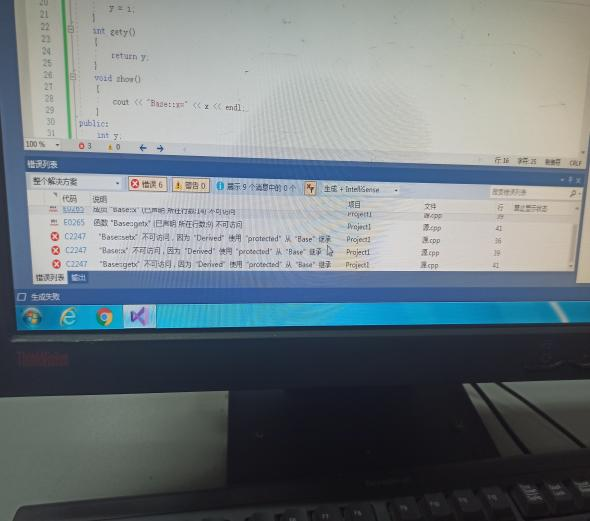 20
21 y = i;
22 }
23 int gety()
24 {
25 return y;
26 }
27 void show()
28 {
29 cout << "Base::x=" << x << endl;
30 }
31 public:
int y;
100 %
3
0
行: 16
字符: 25
制表符
CRLF
错误列表
整个解决方案
错误 6
警告 0
展示 9 个消息中的 0 个
生成 + IntelliSense
搜索错误列表
代码 说明 项目 文件 行 禁止显示状态
E0265 成员 "Base::x" (已声明 所在行数:14) 不可访问 Project1 源.cpp 39
E0265 函数 "Base::getx" (已声明 所在行数:9) 不可访问 Project1 源.cpp 41
C2247 "Base::setx" 不可访问，因为 "Derived" 使用 "protected" 从 "Base" 继承 Project1 源.cpp 36
C2247 "Base::x" 不可访问，因为 "Derived" 使用 "protected" 从 "Base" 继承 Project1 源.cpp 39
C2247 "Base::getx" 不可访问，因为 "Derived" 使用 "protected" 从 "Base" 继承 Project1 源.cpp 41
错误列表 输出
生成失败
ThinkVision